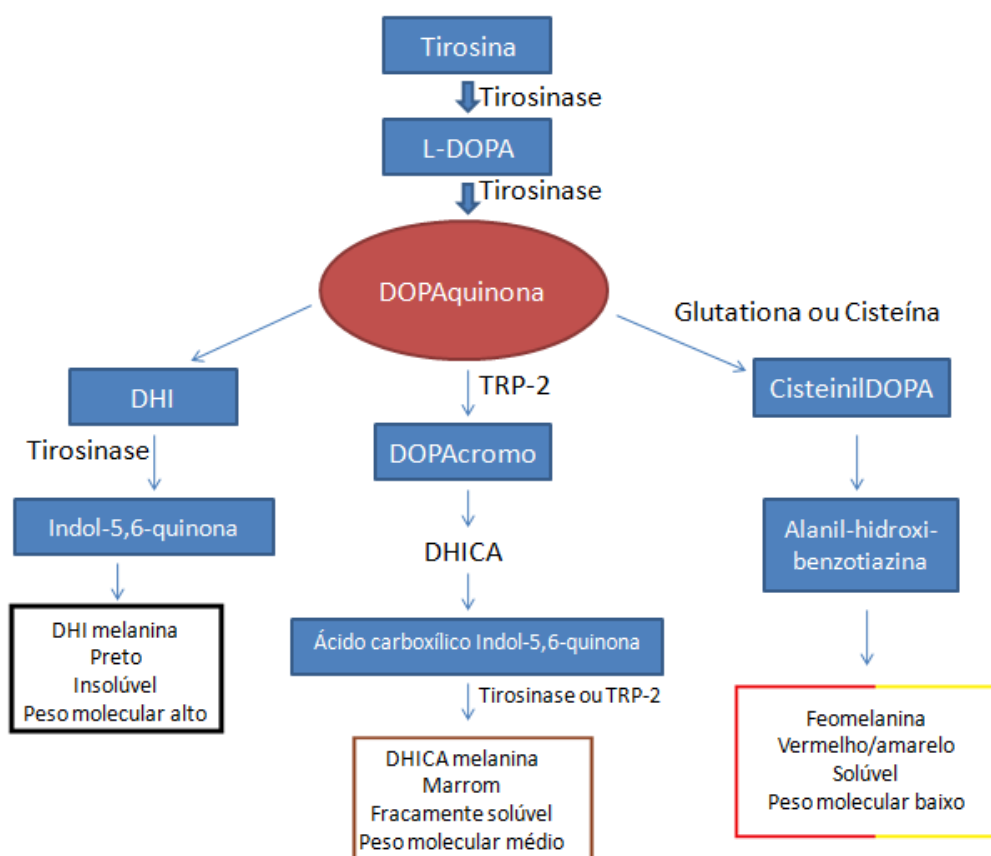 Tirosina
Tirosinase
L-DOPA
Tirosinase
DOPAquinona
Glutationa ou Cisteína
DHI
TRP-2
CisteinilDOPA
Tirosinase
DOPAcromo
Indol-5,6-quinona
DHICA
Alanil-hidroxi-
benzotiazina
DHI melanina
Preto
Insolúvel
Peso molecular alto
Ácido carboxílico Indol-5,6-quinona
Tirosinase ou TRP-2
DHICA melanina
Marrom
Fracamente solúvel
Peso molecular médio
Feomelanina
Vermelho/amarelo
Solúvel
Peso molecular baixo